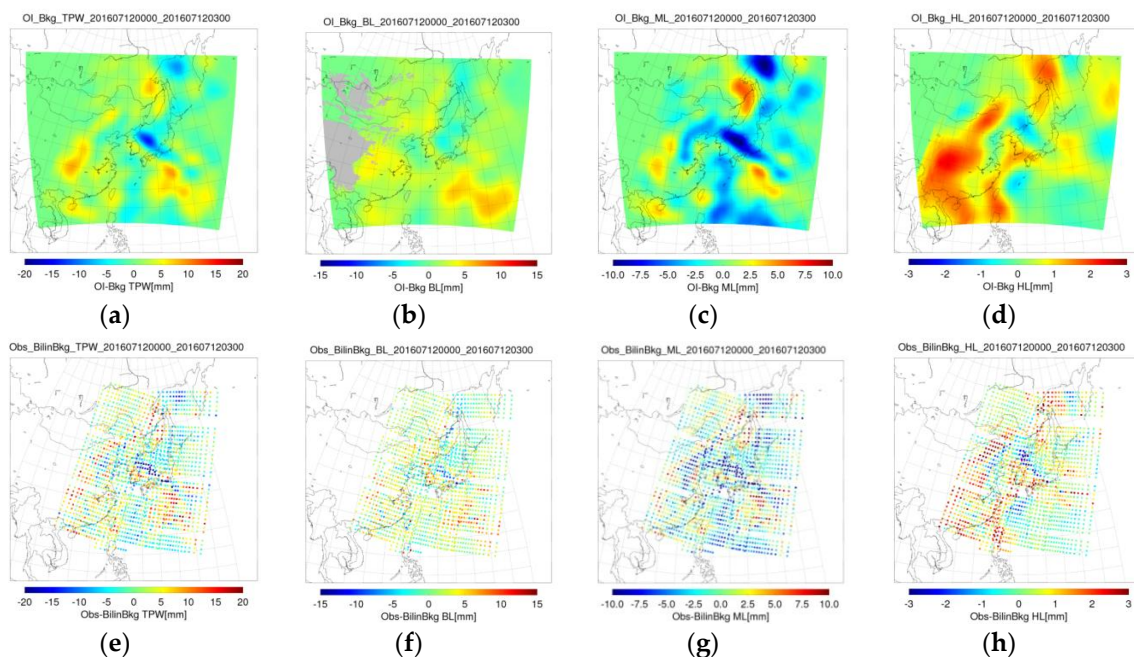 OI_Bkg_TPW_201607120000_201607120300
OI_Bkg_BL_201607120000_201607120300
OI_Bkg_ML_201607120000_201607120300
OI_Bkg_HL_201607120000_201607120300
-20 -15 -10 -5 0 5 10 15 20
-15 -10 -5 0 5 10 15
-10.0 -7.5 -5.0 -2.5 0 2.5 5.0 7.5 10.0
-3 -2 -1 0 1 2 3
OI-Bkg TPW[mm]
OI-Bkg BL[mm]
OI-Bkg ML[mm]
OI-Bkg HL[mm]
(a)
(b)
(c)
(d)
Obs_BilinBkg_TPW_201607120000_201607120300
Obs_BilinBkg_BL_201607120000_201607120300
Obs_BilinBkg_ML_201607120000_201607120300
Obs_BilinBkg_HL_201607120000_201607120300
-20 -15 -10 -5 0 5 10 15 20
-15 -10 -5 0 5 10 15
-10.0 -7.5 -5.0 -2.5 0 2.5 5.0 7.5 10.0
-3 -2 -1 0 1 2 3
Obs-BilinBkg TPW[mm]
Obs-BilinBkg BL[mm]
Obs-BilinBkg ML[mm]
Obs-BilinBkg HL[mm]
(e)
(f)
(g)
(h)